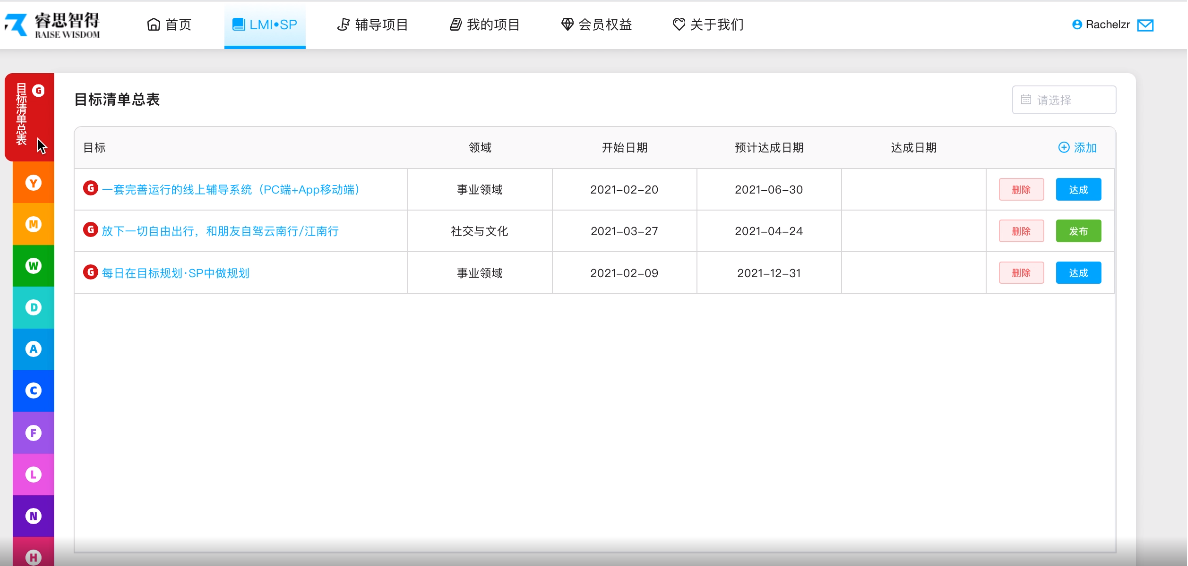 睿思智得
RAISE WISDOM
首页
LMI•SP
辅导项目
我的项目
会员权益
关于我们
Rachelzr
G
目标清单总表
Y
M
W
D
A
C
F
L
N
H
目标清单总表
请选择
目标 领域 开始日期 预计达成日期 达成日期 添加
G 一套完善运行的线上辅导系统（PC端+App移动端） 事业领域 2021-02-20 2021-06-30 删除 达成
G 放下一切自由出行，和朋友自驾云南行/江南行 社交与文化 2021-03-27 2021-04-24 删除 发布
G 每日在目标规划·SP中做规划 事业领域 2021-02-09 2021-12-31 删除 达成